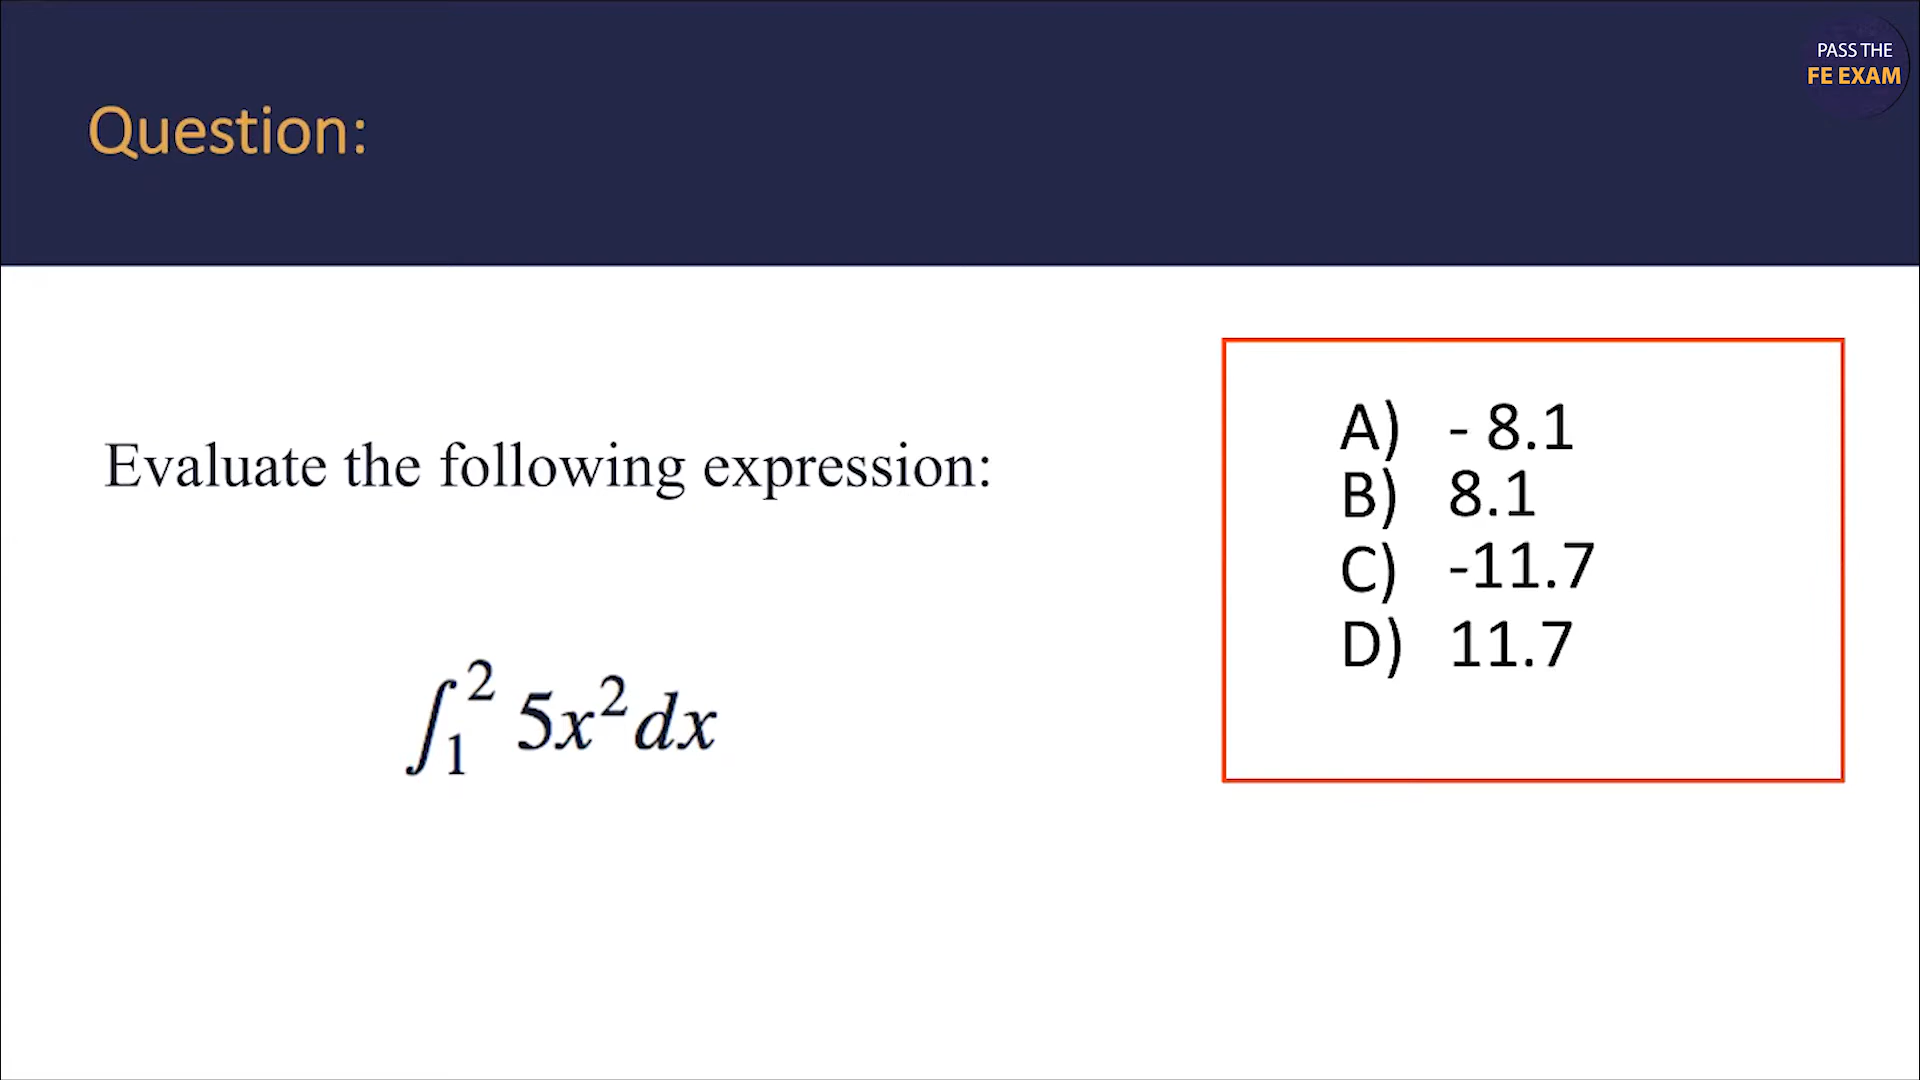 PASS THE
FE EXAM
Question:
Evaluate the following expression:
∫₁² 5x²dx
A) - 8.1
B) 8.1
C) -11.7
D) 11.7